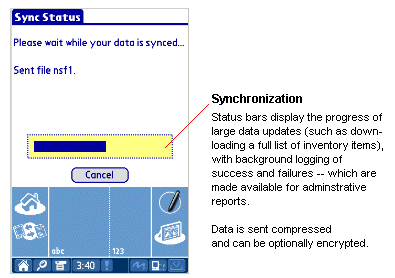 Sync Status
Please wait while your data is synced...
Sent file nsf1.
Cancel
abc
123
3:40
Synchronization
Status bars display the progress of
large data updates (such as down-
loading a full list of inventory items),
with background logging of
success and failures -- which are
made available for adminstrative
reports.
Data is sent compressed
and can be optionally encrypted.